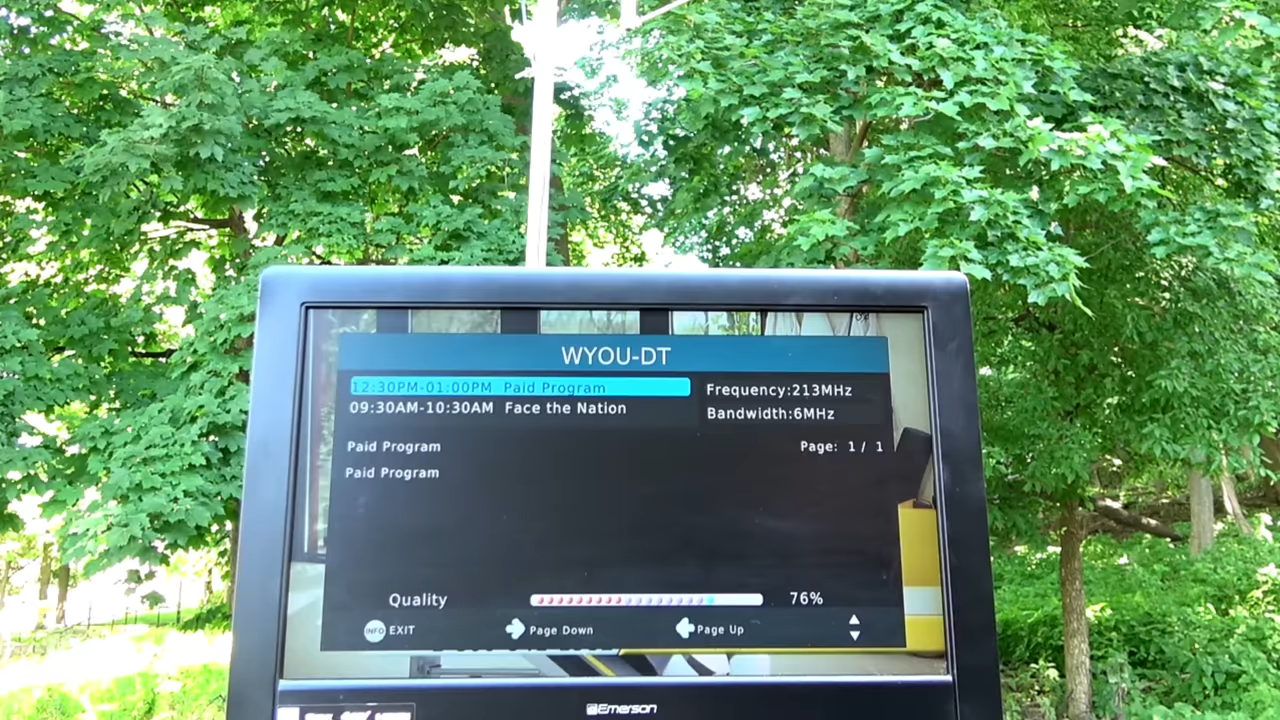 WYOU-DT
12:30PM-01:00PM Paid Program
Frequency:213MHz
09:30AM-10:30AM Face the Nation
Bandwidth:6MHz
Paid Program
Page: 1 / 1
Paid Program
Quality
76%
INFO EXIT
Page Down
Page Up
Emerson